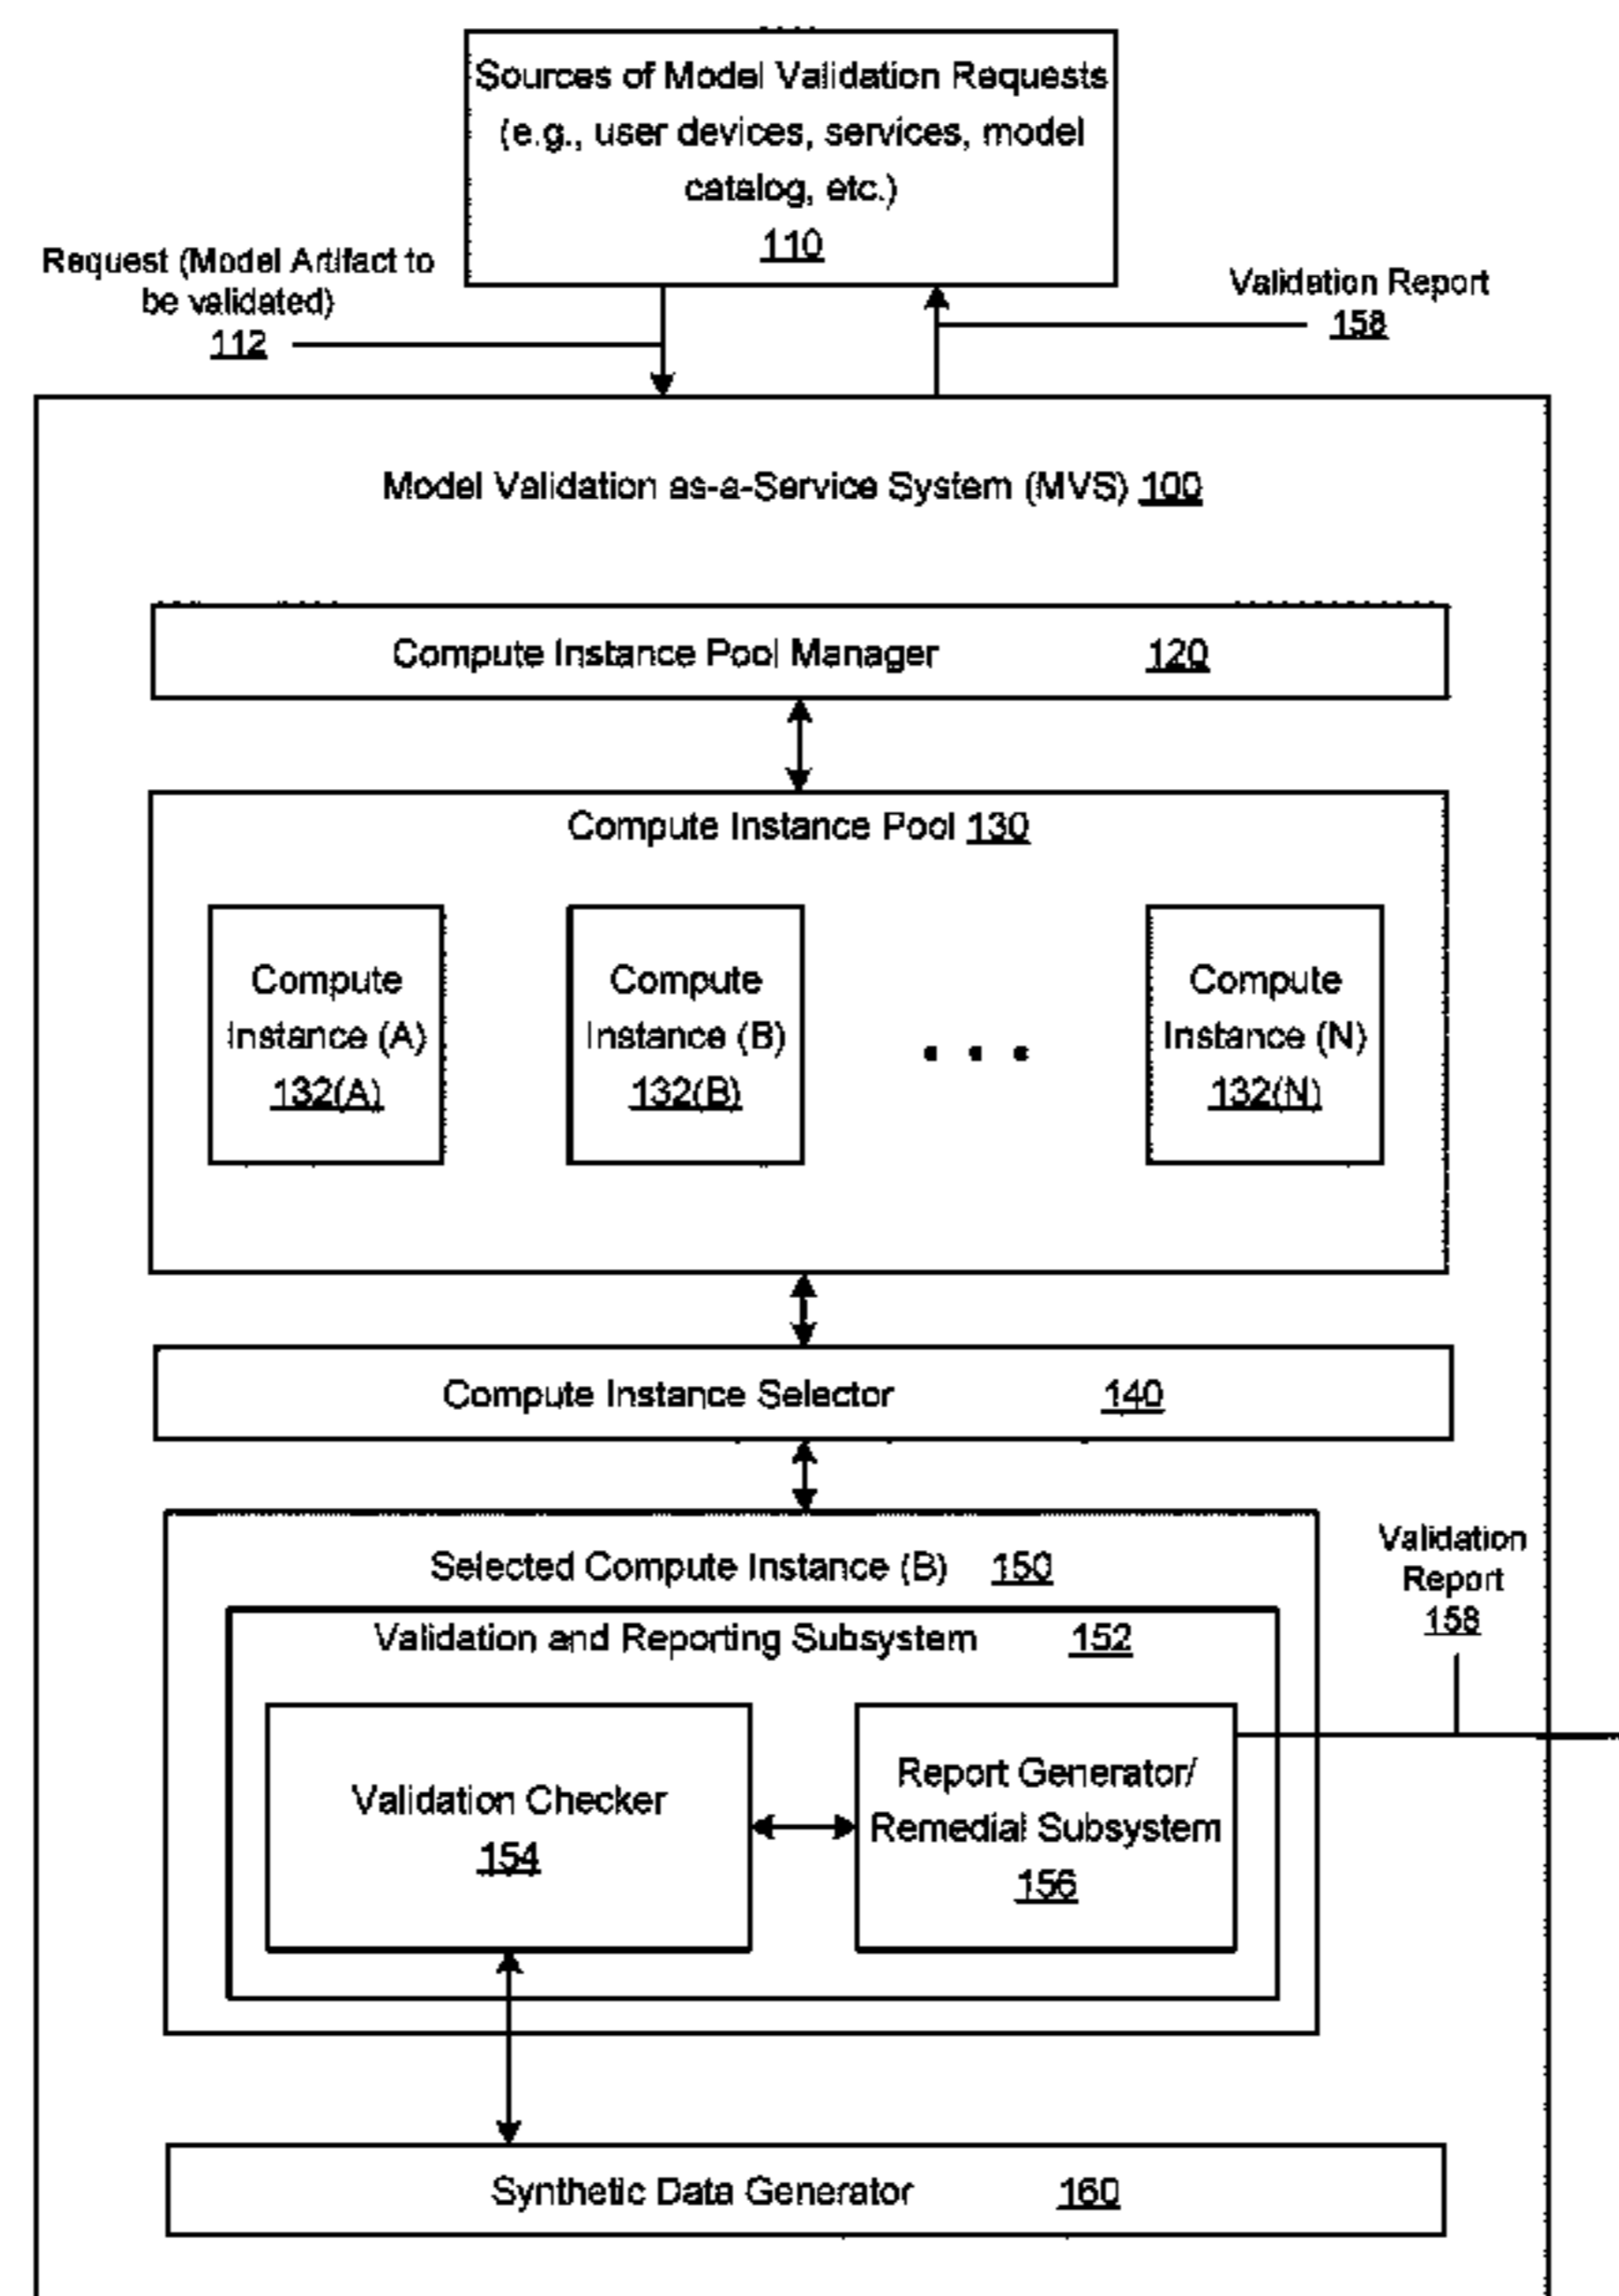 Sources of Model Validation Requests
(e.g., user devices, services, model
catalog, etc.)
110
Request (Model Artifact to
be validated)
112
Validation Report
158
Model Validation as-a-Service System (MVS) 100
Compute Instance Pool Manager 120
Compute Instance Pool 130
Compute
Instance (A)
132(A)
Compute
Instance (B)
132(B)
• • •
Compute
Instance (N)
132(N)
Compute Instance Selector 140
Selected Compute Instance (B) 150
Validation
Report
158
Validation and Reporting Subsystem 152
Validation Checker
154
Report Generator/
Remedial Subsystem
156
Synthetic Data Generator 160